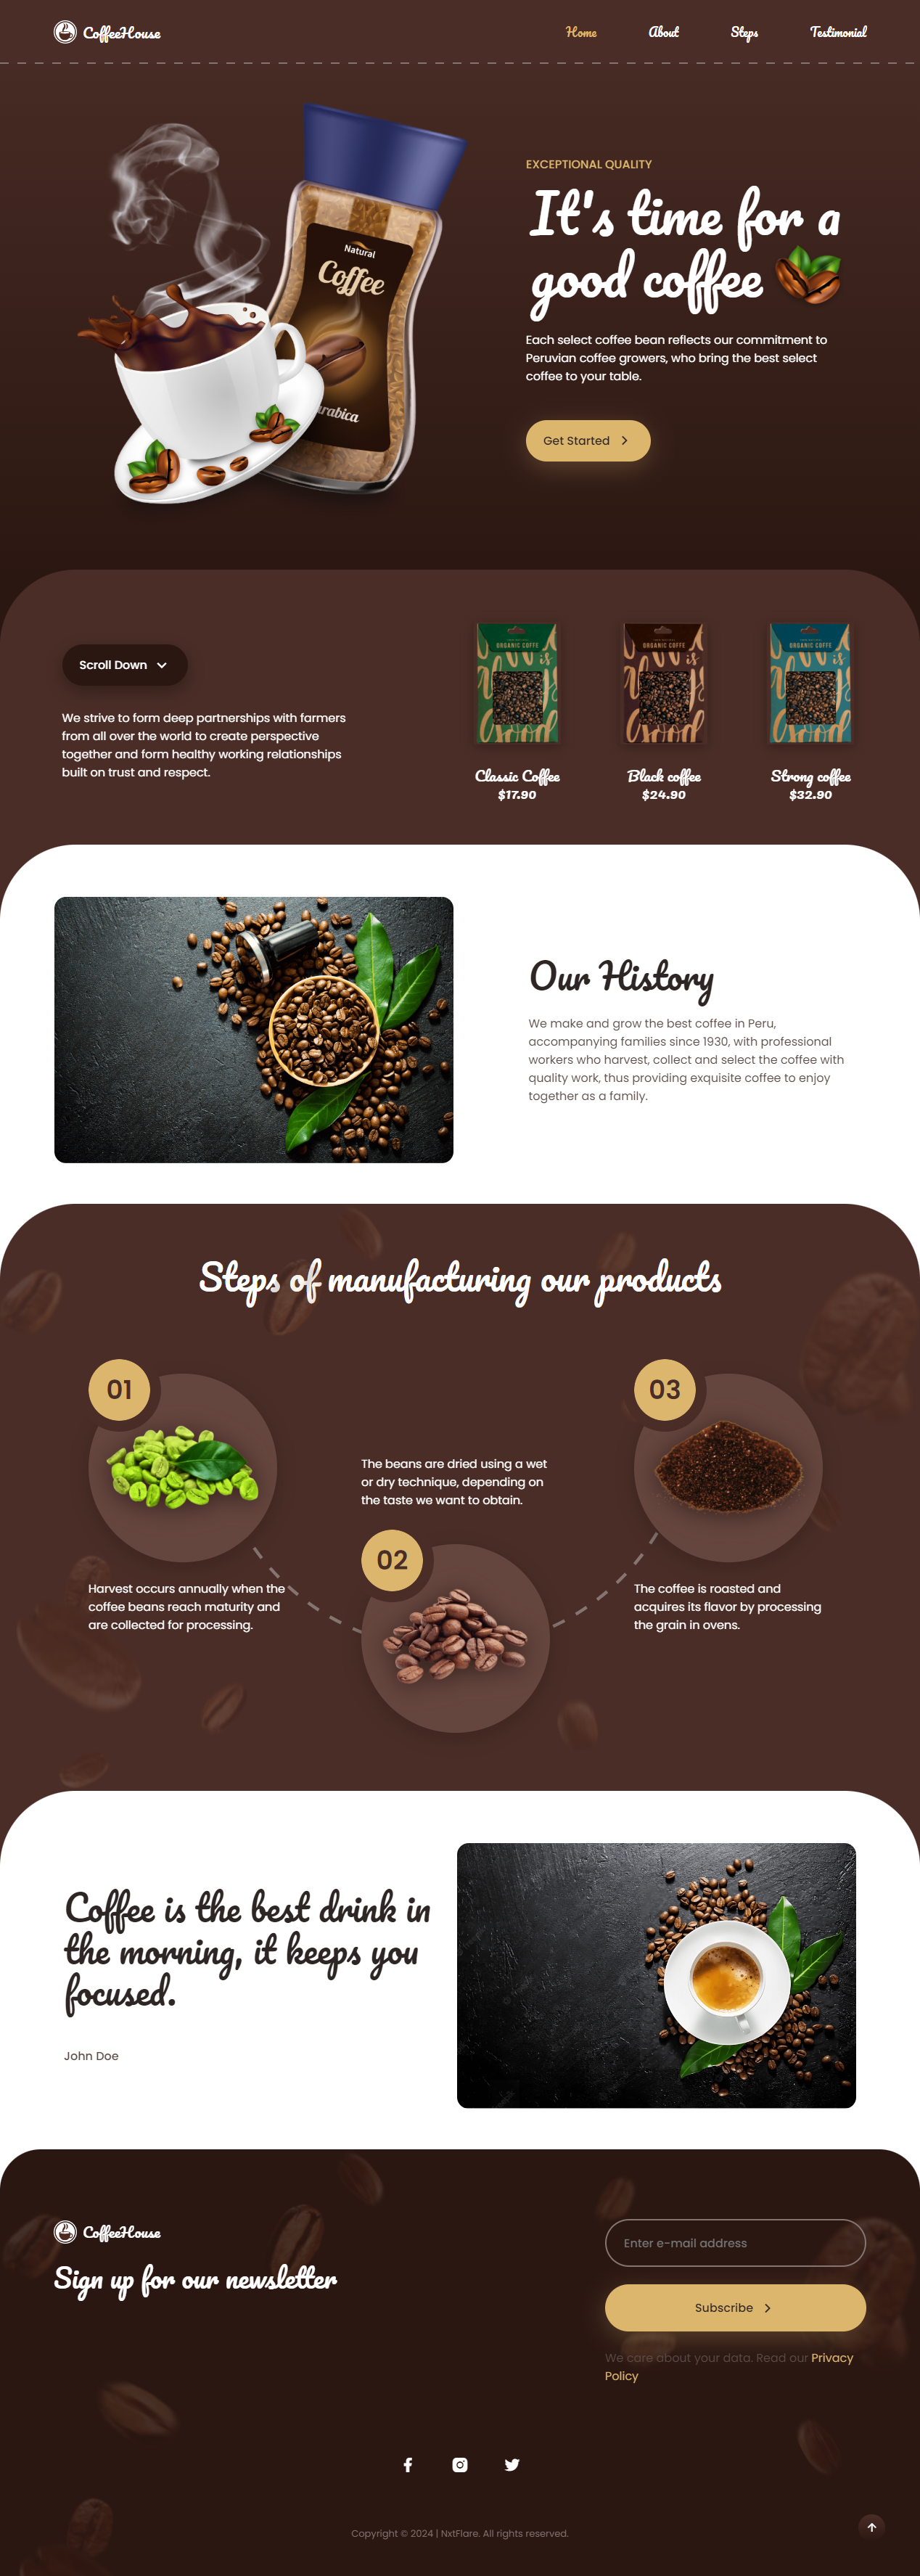 CoffeeHouse
Home About Steps Testimonial
EXCEPTIONAL QUALITY
It's time for a
good coffee
Each select coffee bean reflects our commitment to
Peruvian coffee growers, who bring the best select
coffee to your table.
Get Started
Natural
Coffee
rabica
Scroll Down
We strive to form deep partnerships with farmers
from all over the world to create perspective
together and form healthy working relationships
built on trust and respect.
ORGANIC COFFE
ORGANIC COFFE
ORGANIC COFFE
Classic Coffee
$17.90
Black coffee
$24.90
Strong coffee
$32.90
Our History
We make and grow the best coffee in Peru,
accompanying families since 1930, with professional
workers who harvest, collect and select the coffee with
quality work, thus providing exquisite coffee to enjoy
together as a family.
Steps of manufacturing our products
01
Harvest occurs annually when the
coffee beans reach maturity and
are collected for processing.
The beans are dried using a wet
or dry technique, depending on
the taste we want to obtain.
02
03
The coffee is roasted and
acquires its flavor by processing
the grain in ovens.
Coffee is the best drink in
the morning, it keeps you
focused.
John Doe
CoffeeHouse
Sign up for our newsletter
Enter e-mail address
Subscribe
We care about your data. Read our Privacy
Policy
Copyright © 2024 | NxtFlare. All rights reserved.